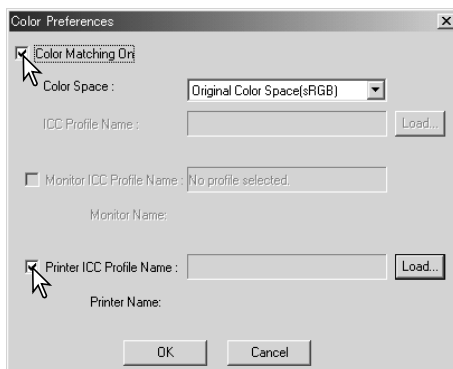 Color Preferences
Color Matching On
Color Space :
Original Color Space(sRGB)
ICC Profile Name :
Load...
Monitor ICC Profile Name :
No profile selected.
Monitor Name:
Printer ICC Profile Name :
Load...
Printer Name:
OK
Cancel